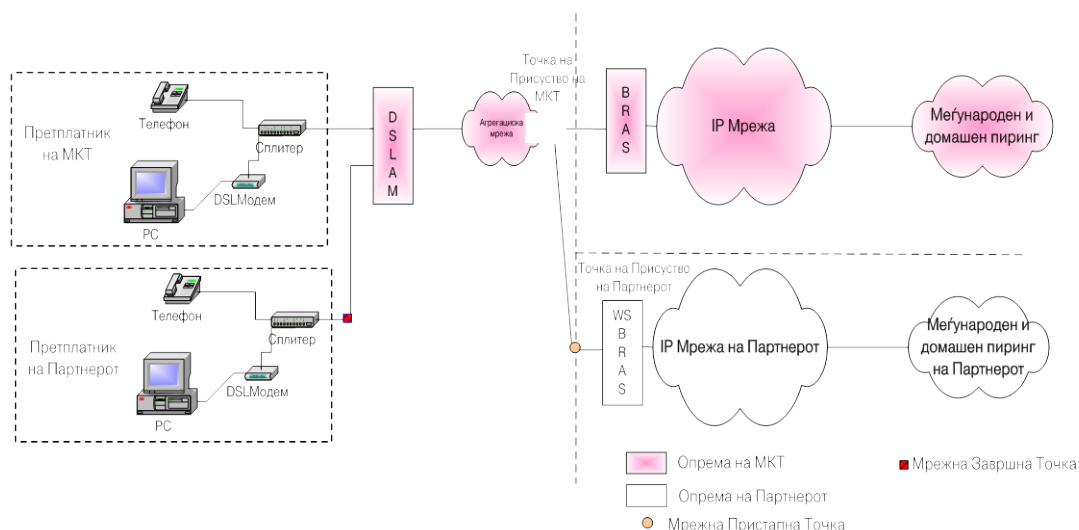 Претплатник
на МКТ
Телефон
Сплитер
DSLМодем
PC
D
S
L
A
M
Агрегациска
мрежа
Точка на
Присуство на
МКТ
B
R
A
S
IP Мрежа
Меѓународен и
домашен пиринг
Претплатник
на Партнерот
Телефон
Сплитер
DSLМодем
PC
Точка на Присуство
на Партнерот
WS
B
R
A
S
IP Мрежа на Партнерот
Меѓународен и
домашен пиринг
на Партнерот
Опрема на МКТ
Мрежна Завршна Точка
Опрема на Партнерот
Мрежна Пристапна Точка